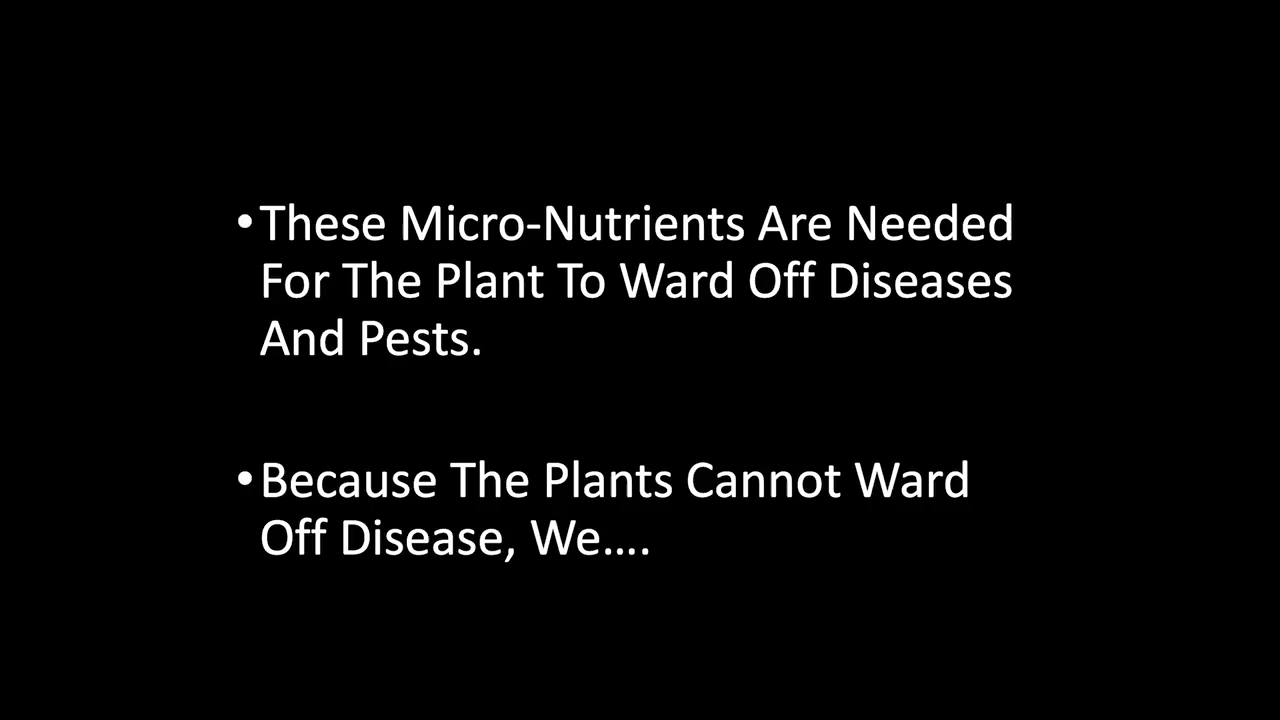 •These Micro-Nutrients Are Needed
For The Plant To Ward Off Diseases
And Pests.
•Because The Plants Cannot Ward
Off Disease, We....